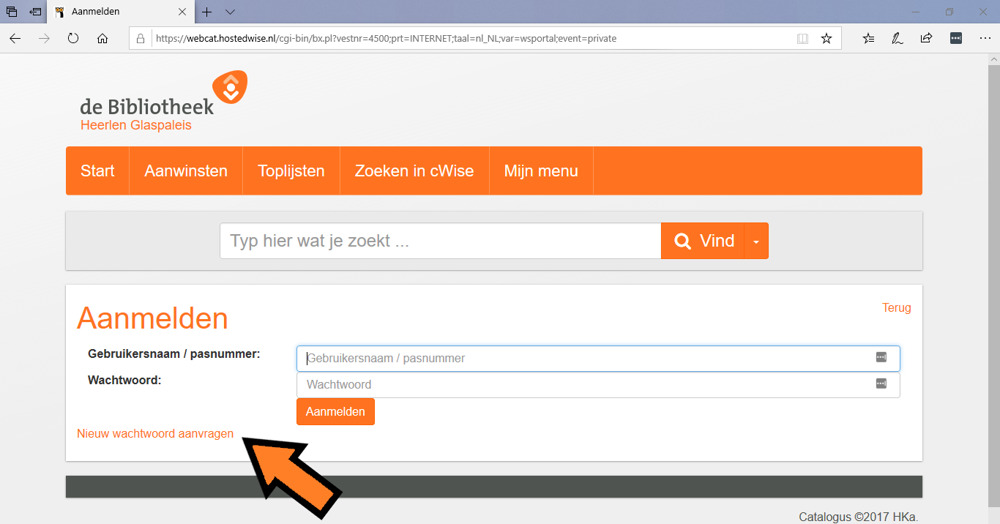 Aanmelden
https://webcat.hostedwise.nl/cgi-bin/bx.pl?vestnr=4500;prt=INTERNET;taal=nl_NL;var=wsportal;event=private
de Bibliotheek
Heerlen Glaspaleis
Start Aanwinsten Toplijsten Zoeken in cWise Mijn menu
Typ hier wat je zoekt ... Vind
Terug
Aanmelden
Gebruikersnaam / pasnummer: Gebruikersnaam / pasnummer
Wachtwoord: Wachtwoord
Aanmelden
Nieuw wachtwoord aanvragen
Catalogus ©2017 HKa.